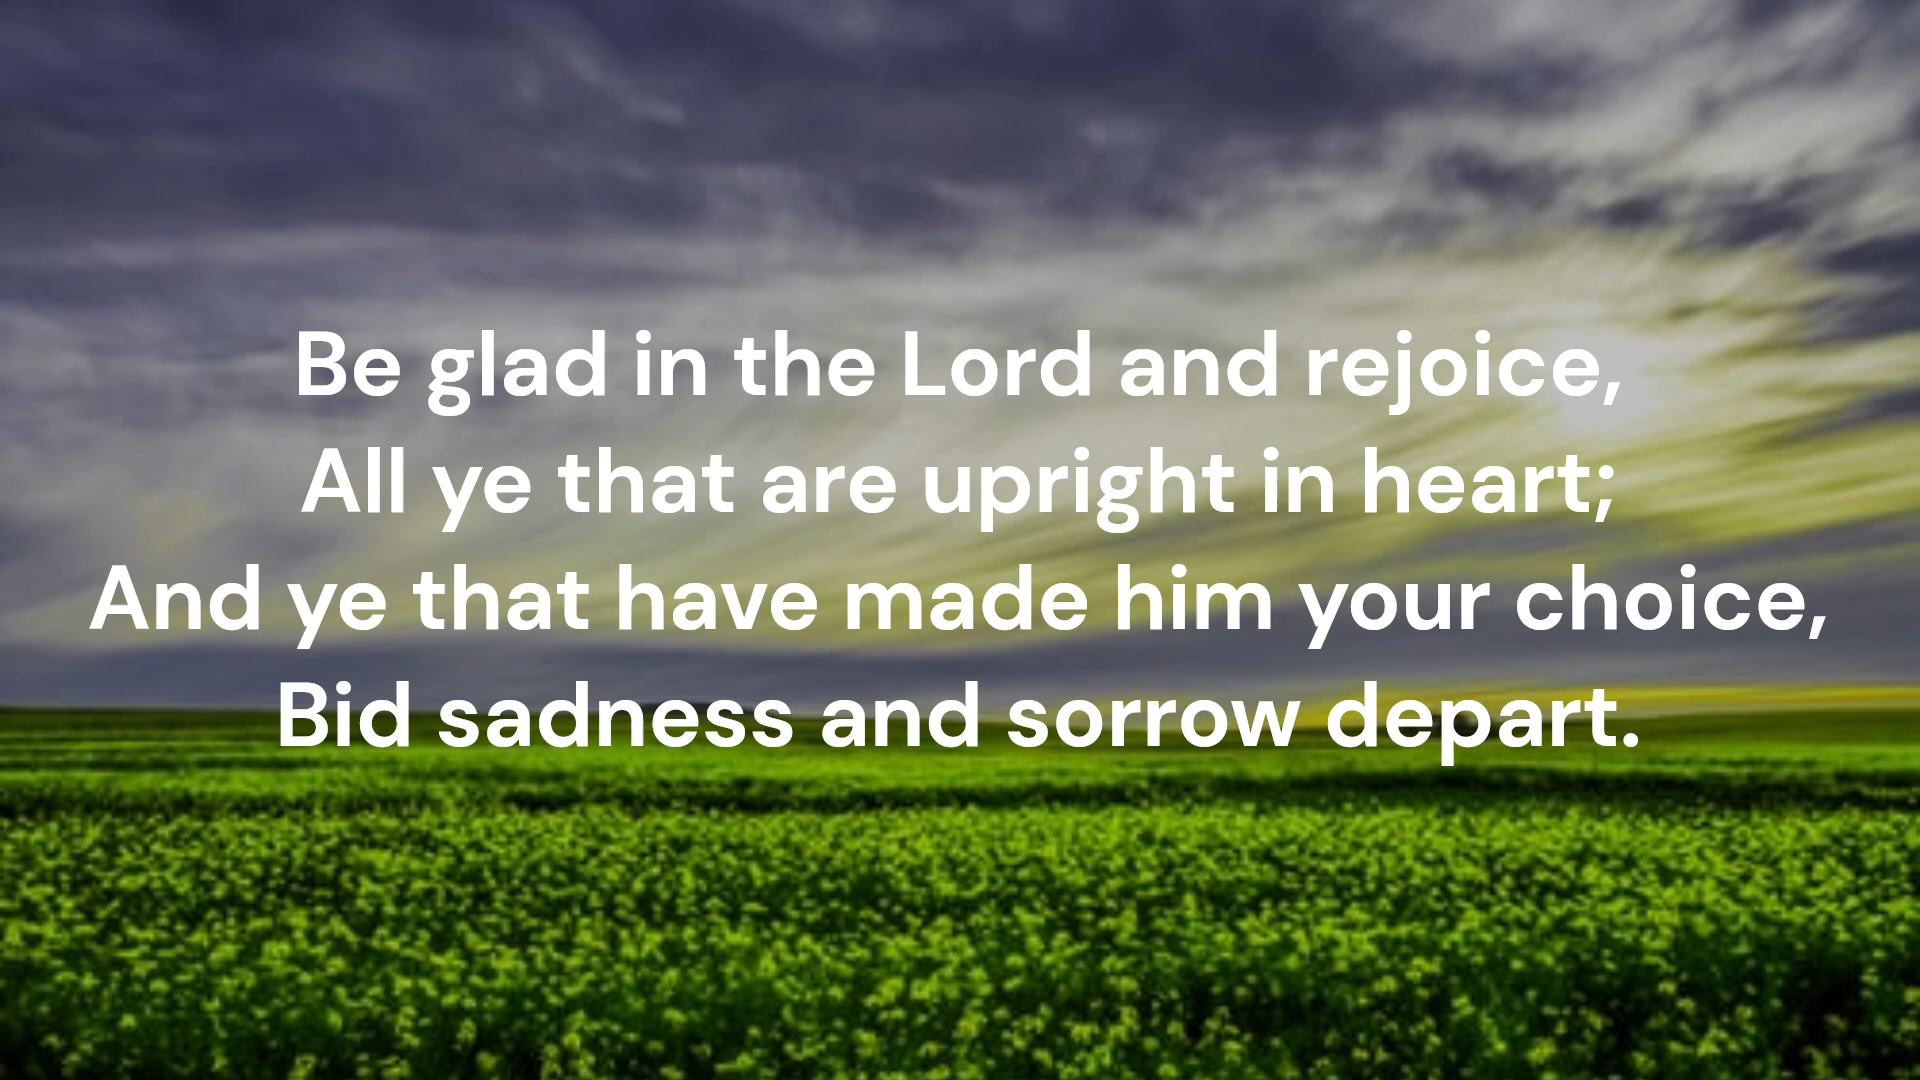 Be glad in the Lord and rejoice,
All ye that are upright in heart;
And ye that have made him your choice,
Bid sadness and sorrow depart.